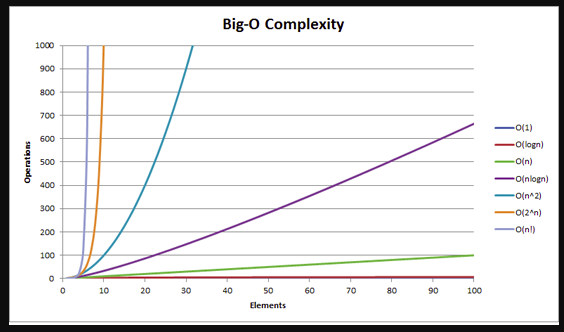 Big-O Complexity
Operations
1000
900
800
700
600
500
400
300
200
100
0
0 10 20 30 40 50 60 70 80 90 100
Elements
O(1)
O(logn)
O(n)
O(nlogn)
O(n^2)
O(2^n)
O(n!)